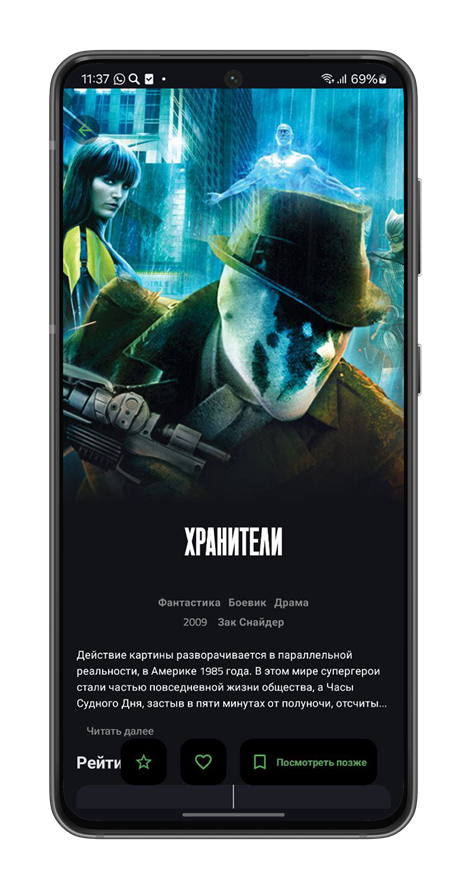 11:37 69%
ХРАНИТЕЛИ
Фантастика Боевик Драма
2009 Зак Снайдер
Действие картины разворачивается в параллельной
реальности, в Америке 1985 года. В этом мире супергерои
стали частью повседневной жизни общества, а Часы
Судного Дня, застыв в пяти минутах от полуночи, отсчиты...
Читать далее
Рейти
Посмотреть позже